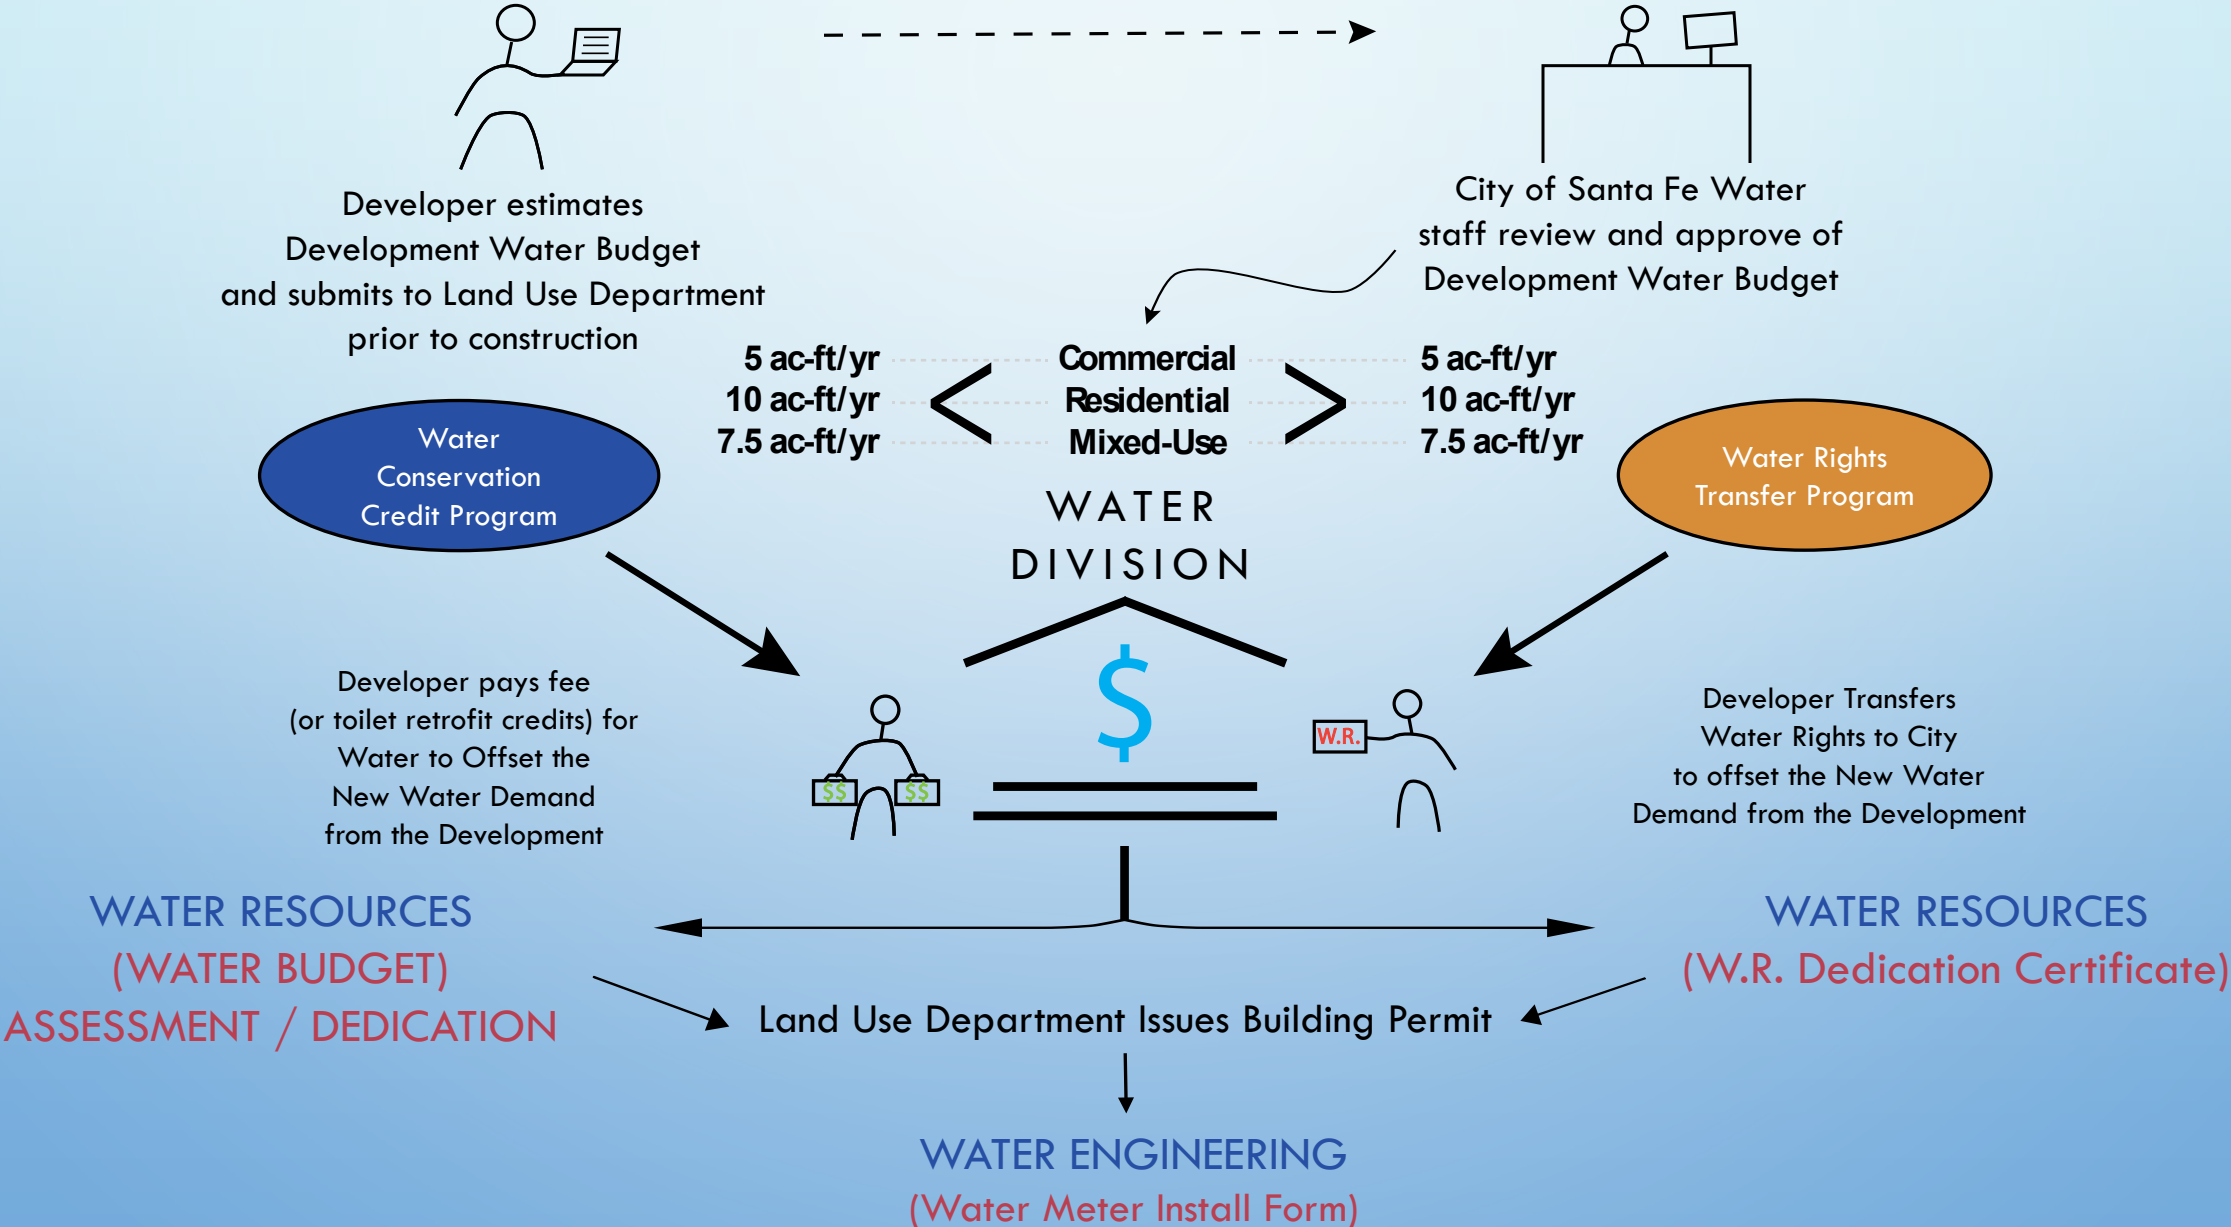 Developer estimates
Development Water Budget
and submits to Land Use Department
prior to construction
City of Santa Fe Water
staff review and approve of
Development Water Budget
5 ac-ft/yr < Commercial > 5 ac-ft/yr
10 ac-ft/yr < Residential > 10 ac-ft/yr
7.5 ac-ft/yr < Mixed-Use > 7.5 ac-ft/yr
Water
Conservation
Credit Program
Water Rights
Transfer Program
WATER
DIVISION
$
Developer pays fee
(or toilet retrofit credits) for
Water to Offset the
New Water Demand
from the Development
$$ $$
W.R.
Developer Transfers
Water Rights to City
to offset the New Water
Demand from the Development
WATER RESOURCES
(WATER BUDGET)
ASSESSMENT / DEDICATION
WATER RESOURCES
(W.R. Dedication Certificate)
Land Use Department Issues Building Permit
WATER ENGINEERING
(Water Meter Install Form)